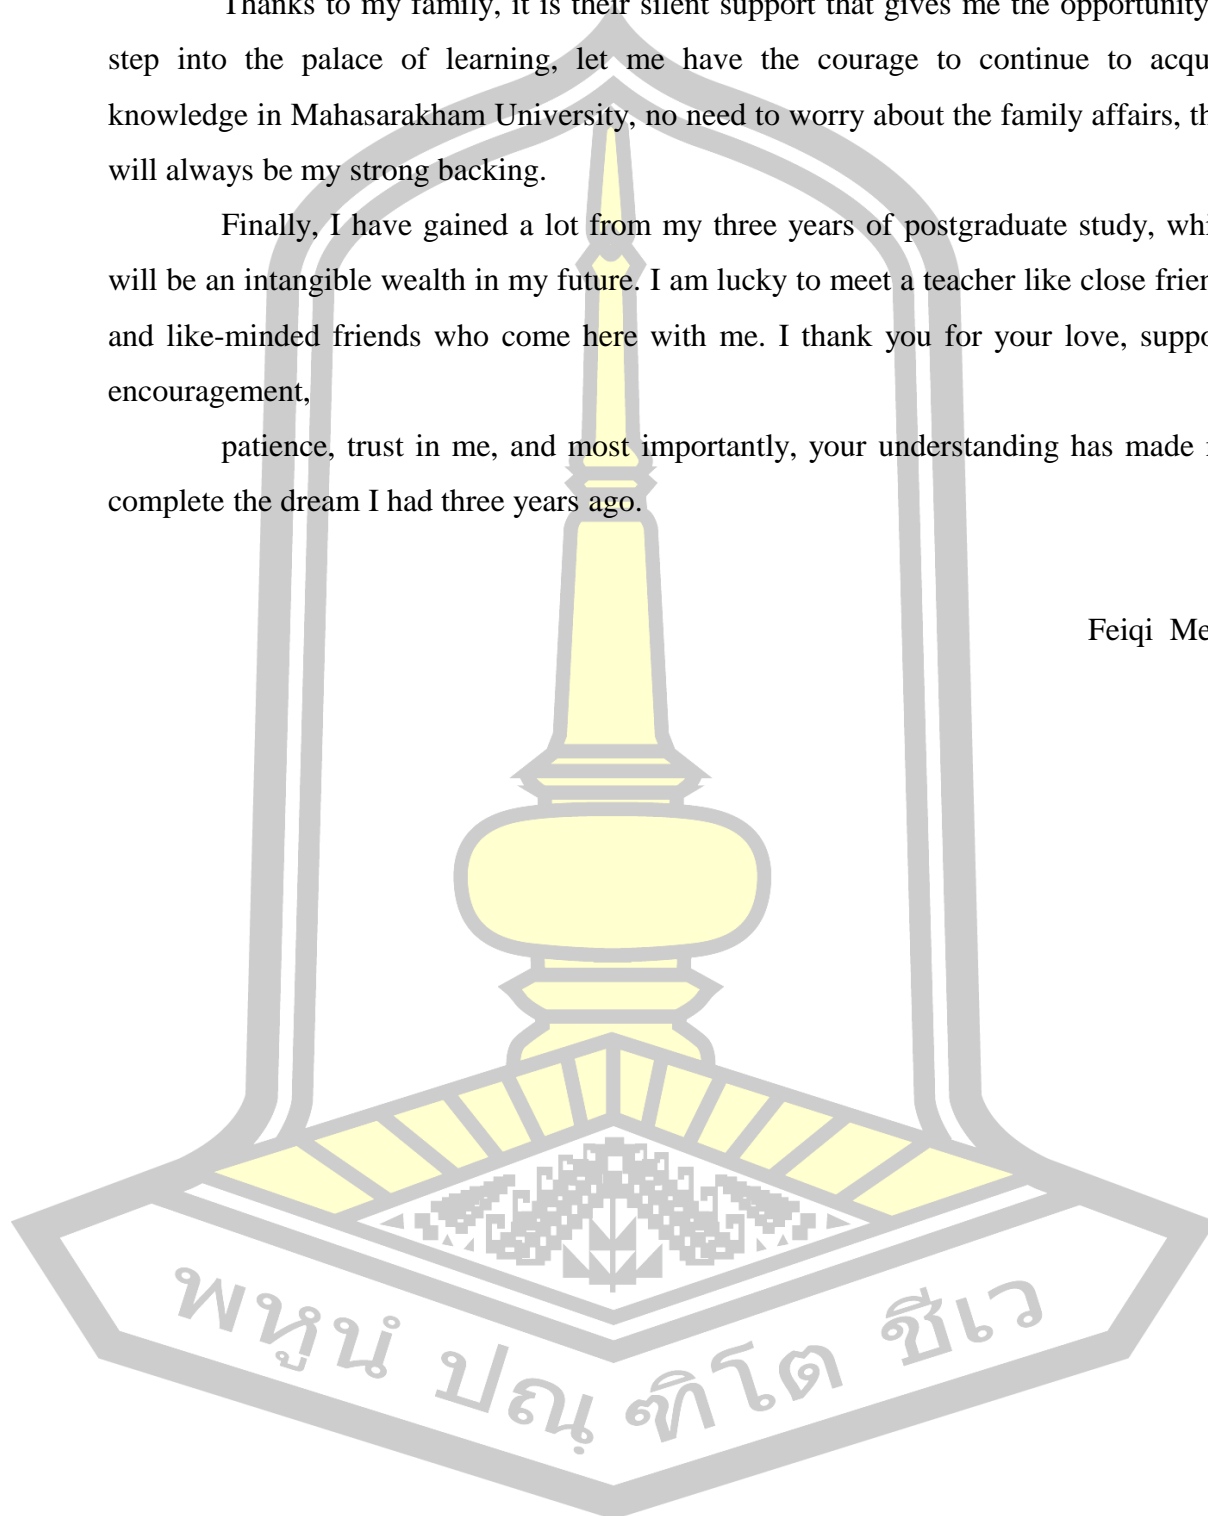 Thanks to my family, it is their silent support that gives me the opportunity
step into the palace of learning, let me have the courage to continue to acqu
knowledge in Mahasarakham University, no need to worry about the family affairs, th
will always be my strong backing.
Finally, I have gained a lot from my three years of postgraduate study, whi
will be an intangible wealth in my future. I am lucky to meet a teacher like close frien
and like-minded friends who come here with me. I thank you for your love, suppo
encouragement,
patience, trust in me, and most importantly, your understanding has made
complete the dream I had three years ago.
Feiqi Me
พหูนํ ปณฺ ฑิโต ชีเว